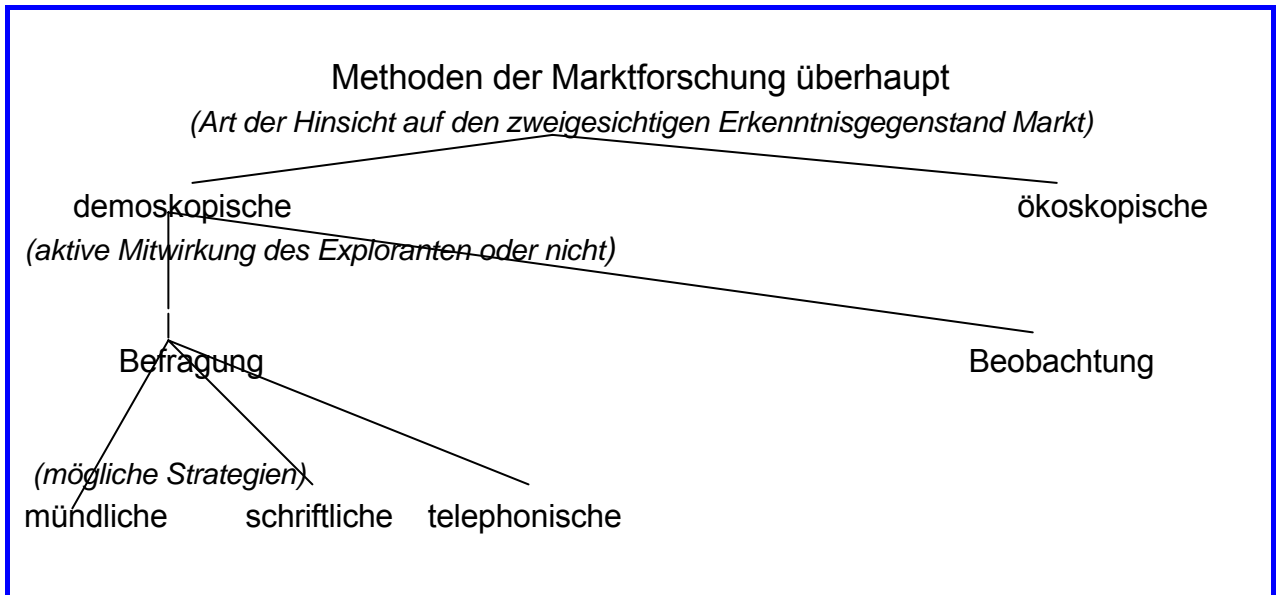 Methoden der Marktforschung überhaupt
(Art der Hinsicht auf den zweigesichtigen Erkenntnisgegenstand Markt)
demoskopische ökoskopische
(aktive Mitwirkung des Exploranten oder nicht)
Befragung Beobachtung
(mögliche Strategien)
mündliche schriftliche telephonische